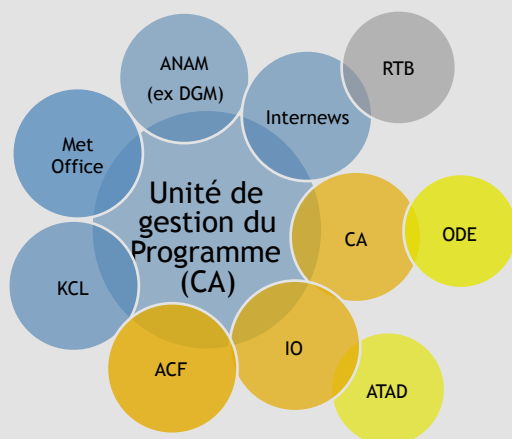 ANAM
(ex DGM)
RTB
Internews
Met
Office
Unité de
gestion du
Programme
(CA)
CA
ODE
KCL
IO
ACF
ATAD